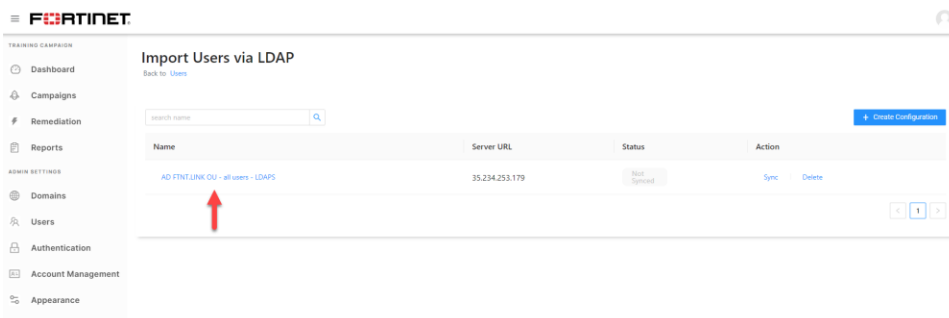 FORTINET
TRAINING CAMPAIGN
Dashboard
Campaigns
Remediation
Reports
ADMIN SETTINGS
Domains
Users
Authentication
Account Management
Appearance
Import Users via LDAP
Back to Users
search name
+ Create Configuration
Name Server URL Status Action
AD FTNT.LINK OU - all users - LDAPS 35.234.253.179 Not Synced Sync Delete
< 1 >